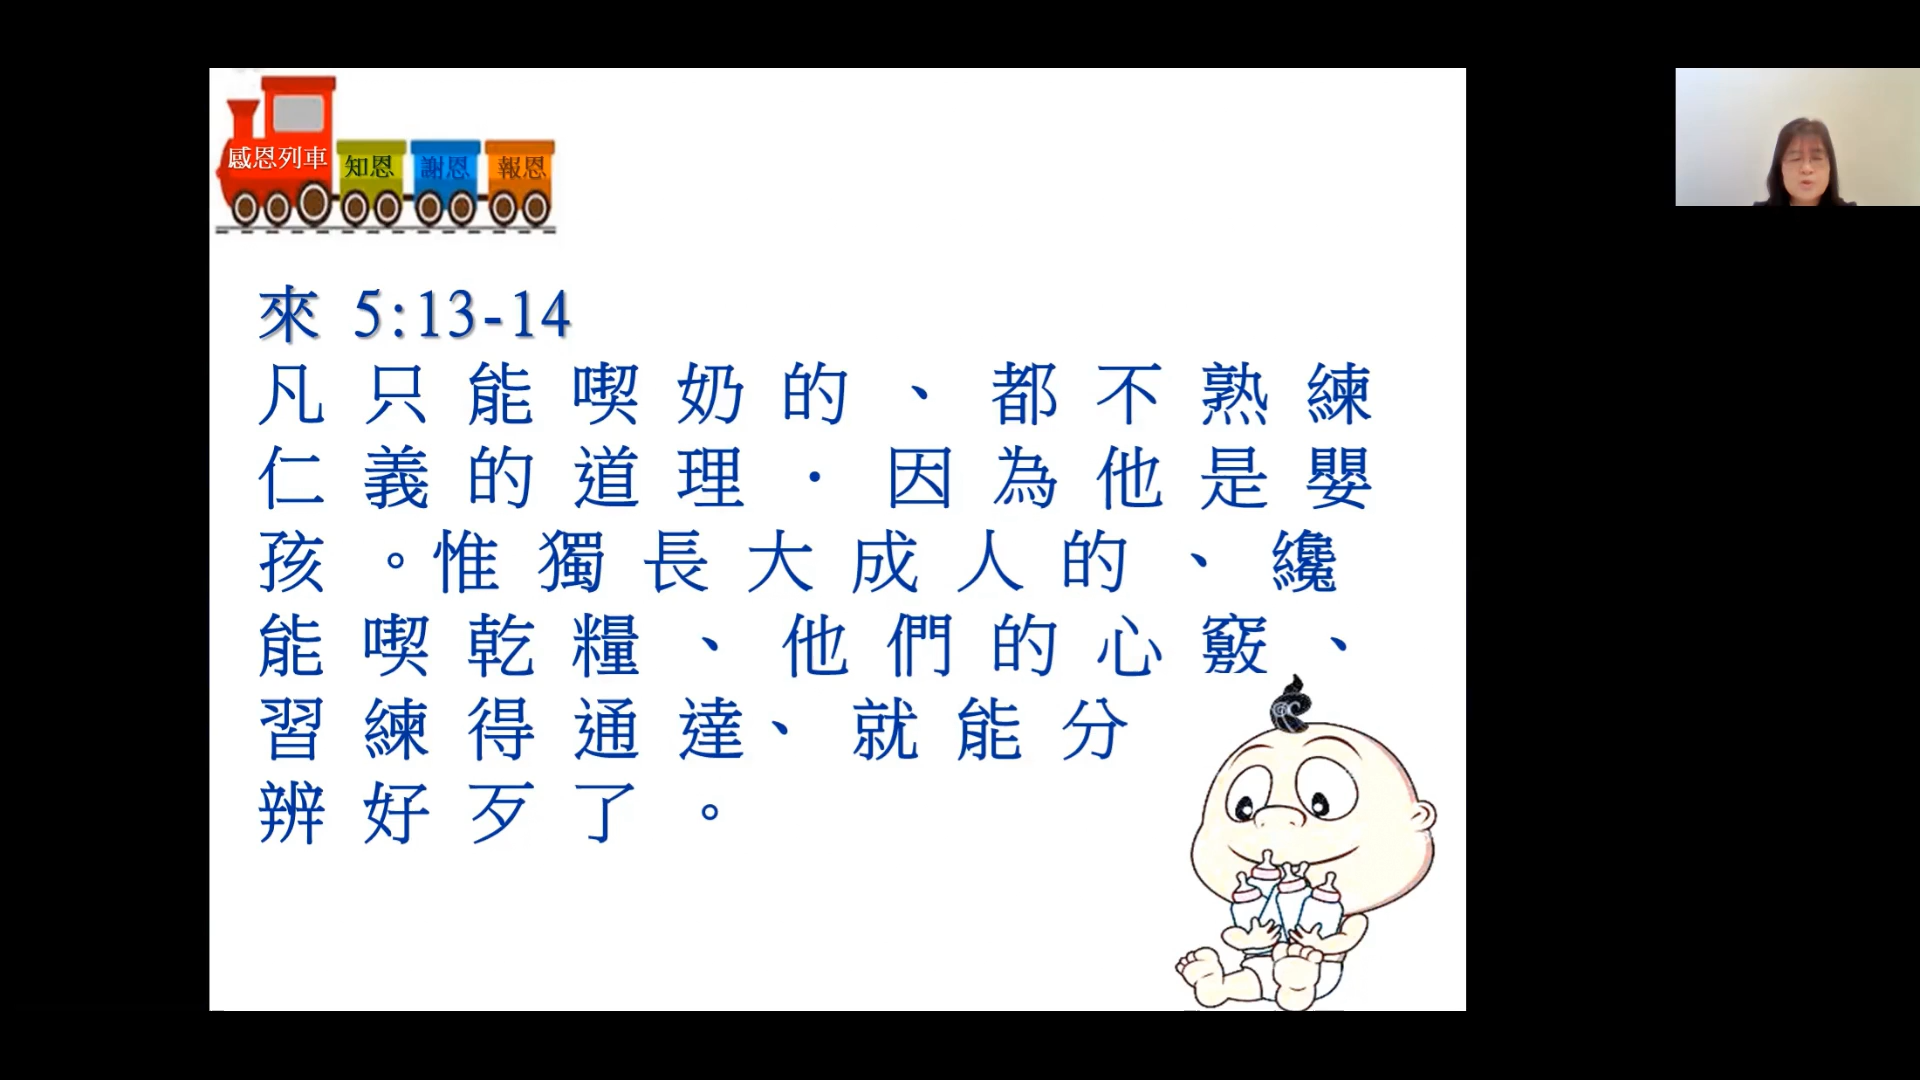 感恩列車 知恩 謝恩 報恩
來 5:13-14
凡只能喫奶的、都不熟練
仁義的道理．因為他是嬰
孩。惟獨長大成人的、纔
能喫乾糧、他們的心竅、
習練得通達、就能分
辨好歹了。